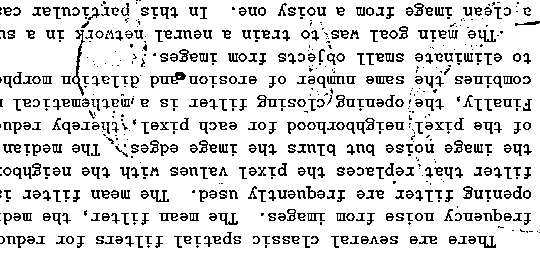 There are several classic spatial filters for reduc
frequency noise from images. The mean filter, the medi
opening filter are frequently used. The mean filter is
filter that replaces the pixel values with the neighbor
the image noise but blurs the image edges. The median
of the pixel neighborhood for each pixel, thereby reduc
Finally, the opening closing filter is a mathematical m
combines the same number of erosion and dilation morpho
to eliminate small objects from images.
The main goal was to train a neural network in a su
a clean image from a noisy one. In this particular cas